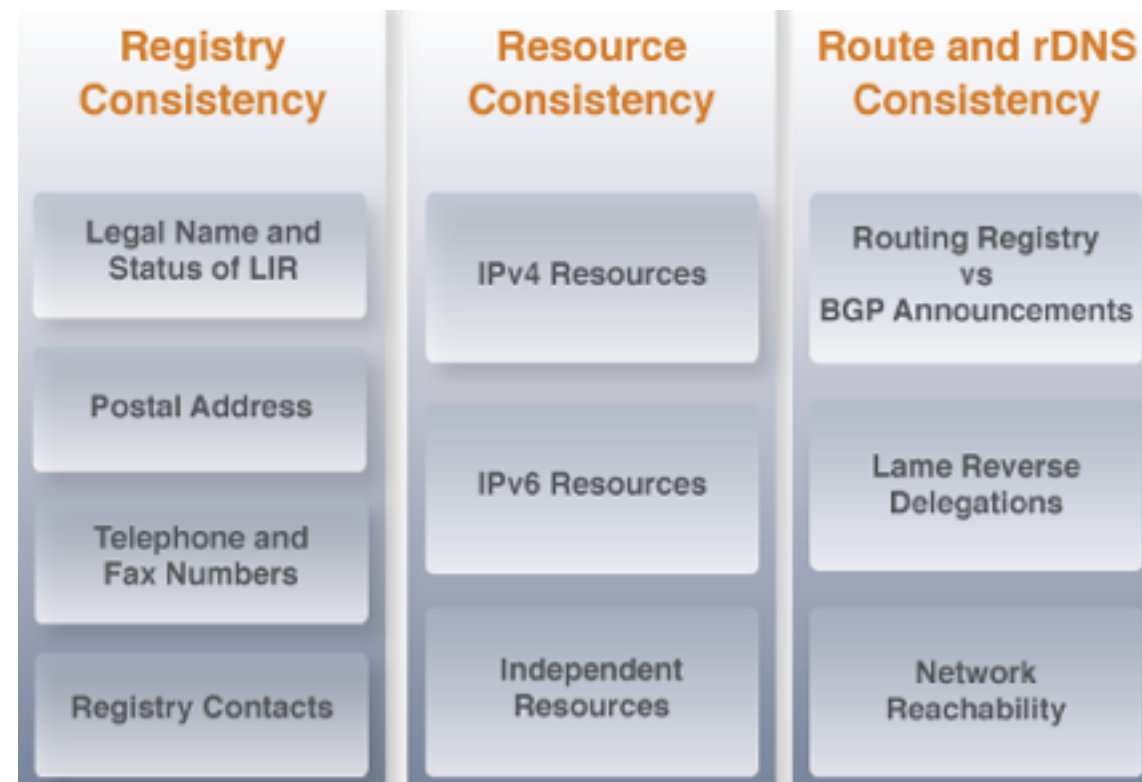 Registry
Consistency
Legal Name and
Status of LIR
Postal Address
Telephone and
Fax Numbers
Registry Contacts
Resource
Consistency
IPv4 Resources
IPv6 Resources
Independent
Resources
Route and rDNS
Consistency
Routing Registry
vs
BGP Announcements
Lame Reverse
Delegations
Network
Reachability